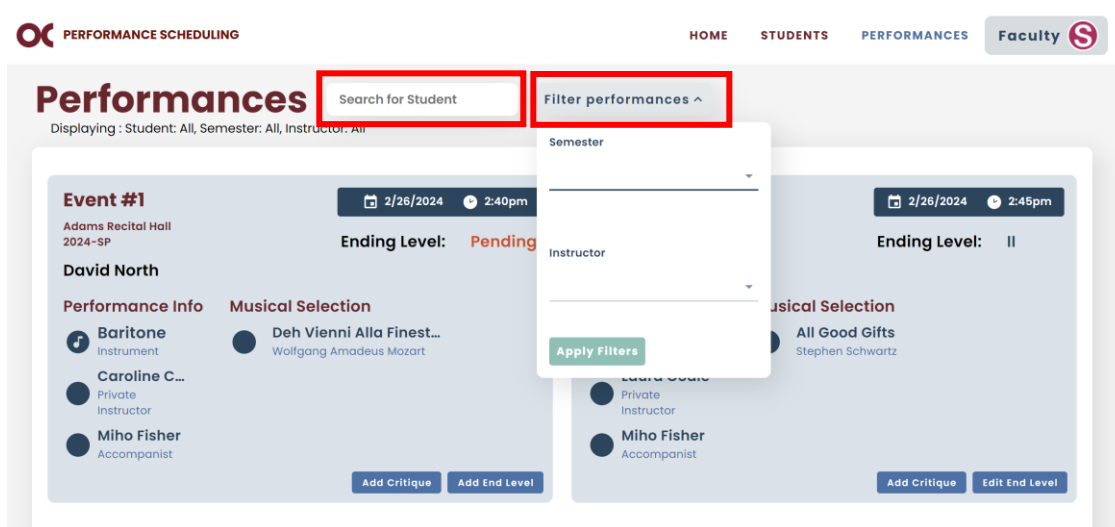 OC PERFORMANCE SCHEDULING
HOME
STUDENTS
PERFORMANCES
Faculty S
Performances
Search for Student
Filter performances
Displaying : Student: All, Semester: All, Instructor: All
Semester
Instructor
Apply Filters
Event #1
2/26/2024 2:40pm
Adams Recital Hall
2024-SP
Ending Level: Pending
David North
Performance Info
Musical Selection
Baritone
Instrument
Deh Vienni Alla Finest...
Wolfgang Amadeus Mozart
Caroline C...
Private
Instructor
Miho Fisher
Accompanist
Add Critique
Add End Level
2/26/2024 2:45pm
Ending Level: II
usical Selection
All Good Gifts
Stephen Schwartz
Private
Instructor
Miho Fisher
Accompanist
Add Critique
Edit End Level